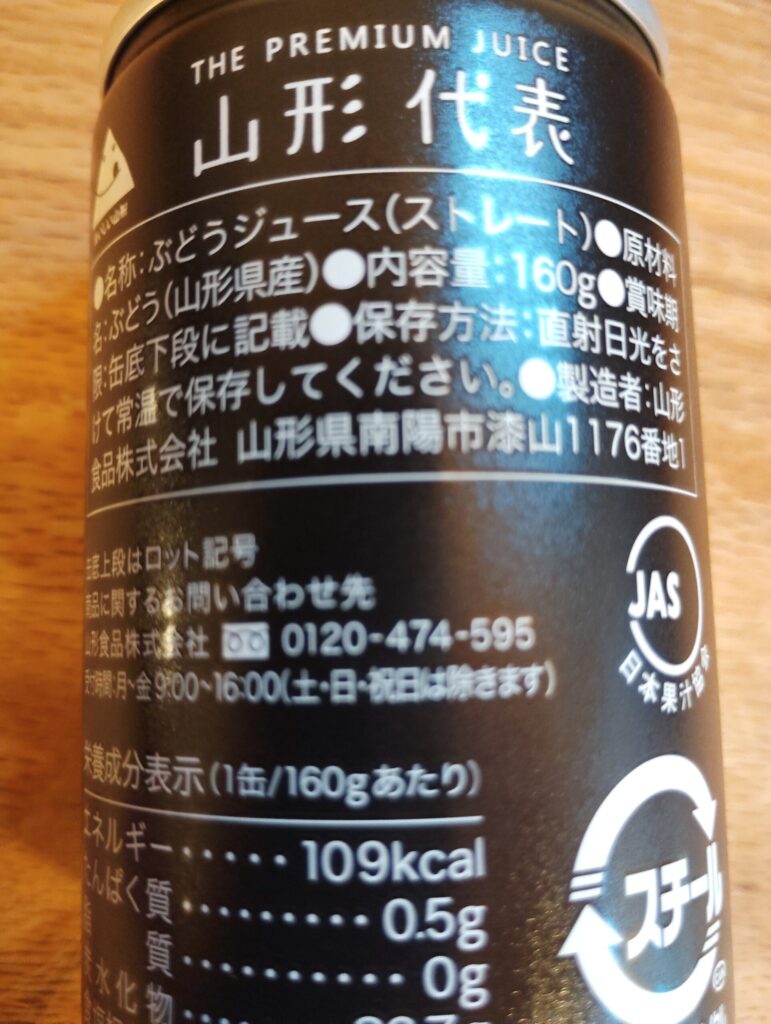 THE PREMIUM JUICE
山形代表
●名称:ぶどうジュース(ストレート)●原材料
名:ぶどう(山形県産)●内容量:160g●賞味期
限:缶底下段に記載●保存方法:直射日光をさ
けて常温で保存してください。●製造者:山形
食品株式会社 山形県南陽市漆山1176番地1
缶底上段はロット記号
商品に関するお問い合わせ先
山形食品株式会社 0120-474-595
受付時間:月~金 9:00~16:00(土・日・祝日は除きます)
JAS
日本果汁協会
栄養成分表示(1缶/160gあたり)
エネルギー・・・・・109kcal
たんぱく質・・・・・・・・0.5g
脂質・・・・・・・・・・0g
炭水化物
スチール